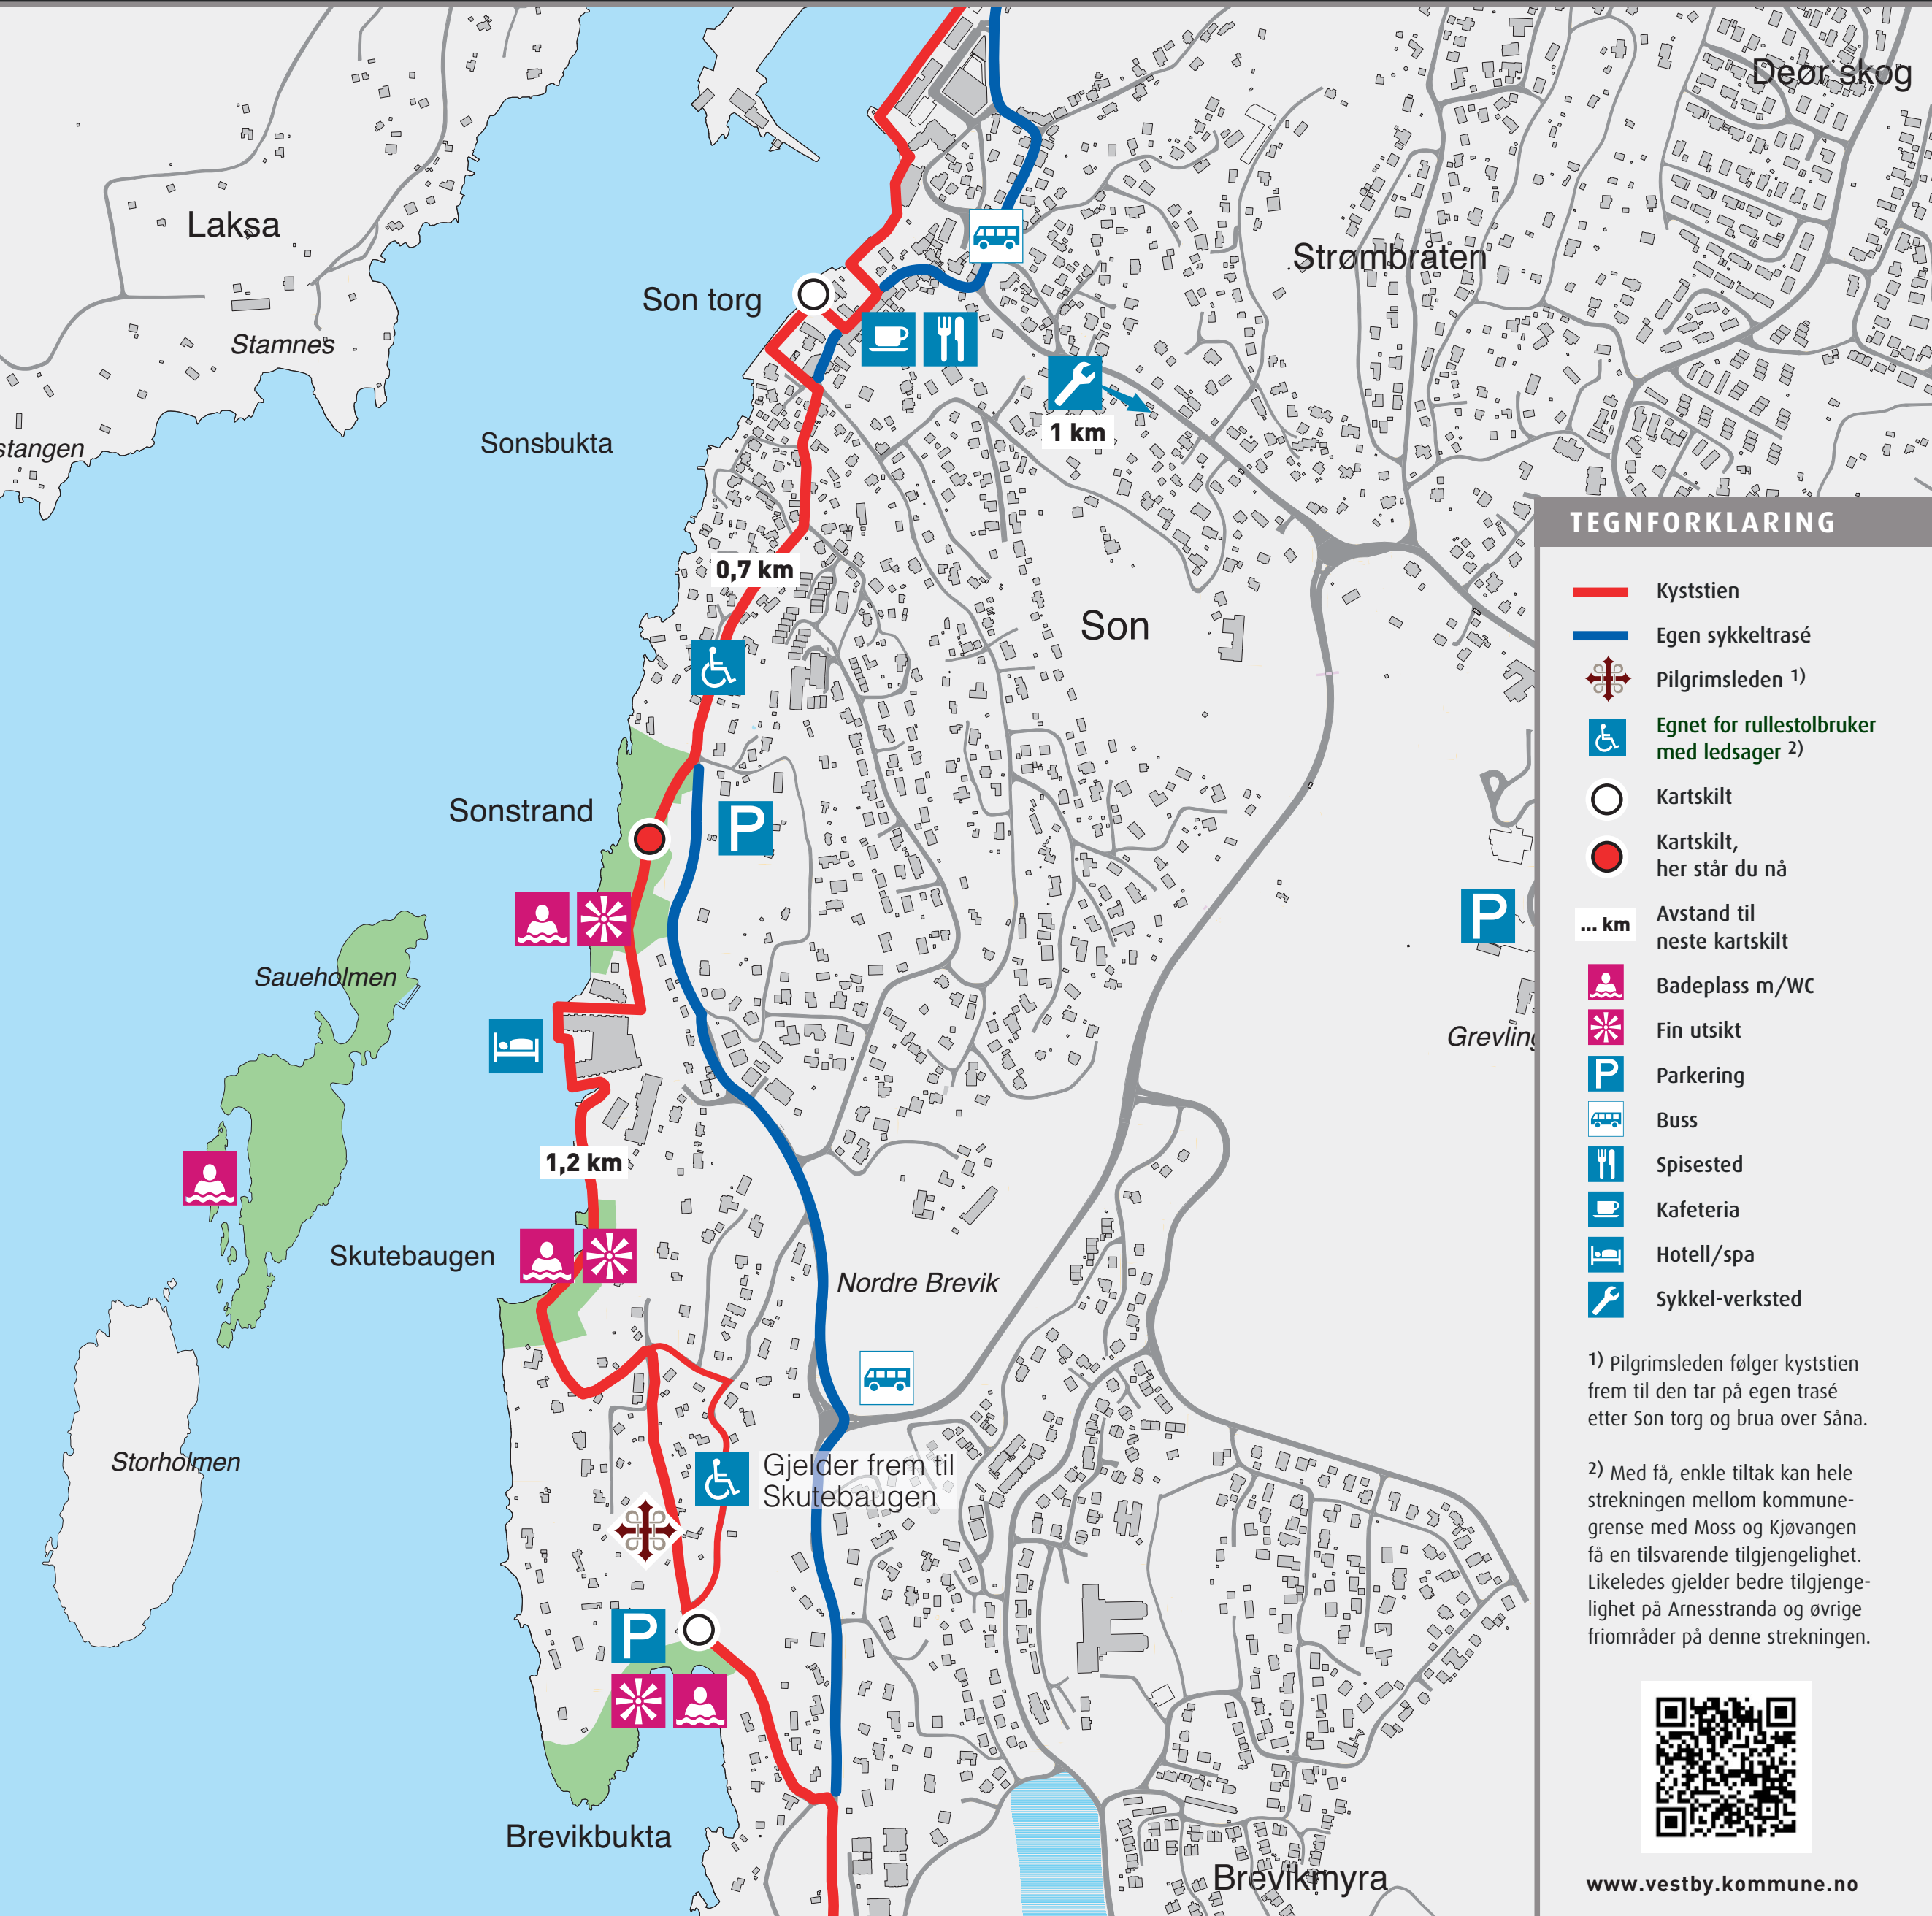 Deør skog
Laksa
Strømbråten
Son torg
Stamnes
1 km
Sonsbukta
stangen
0,7 km
Son
Sonstrand
P
P
Saueholmen
Grevling
1,2 km
Skutebaugen
Nordre Brevik
Storholmen
Gjelder frem til
Skutebaugen
P
Brevikbukta
Brevikmyra
TEGNFORKLARING
Kyststien
Egen sykkeltrasé
Pilgrimsleden 1)
Egnet for rullestolbruker
med ledsager 2)
Kartskilt
Kartskilt,
her står du nå
... km
Avstand til
neste kartskilt
Badeplass m/WC
Fin utsikt
P
Parkering
Buss
Spisested
Kafeteria
Hotell/spa
Sykkel-verksted
1) Pilgrimsleden følger kyststien
frem til den tar på egen trasé
etter Son torg og brua over Såna.
2) Med få, enkle tiltak kan hele
strekningen mellom kommune-
grense med Moss og Kjøvangen
få en tilsvarende tilgjengelighet.
Likeledes gjelder bedre tilgjenge-
lighet på Arnesstranda og øvrige
friområder på denne strekningen.
www.vestby.kommune.no